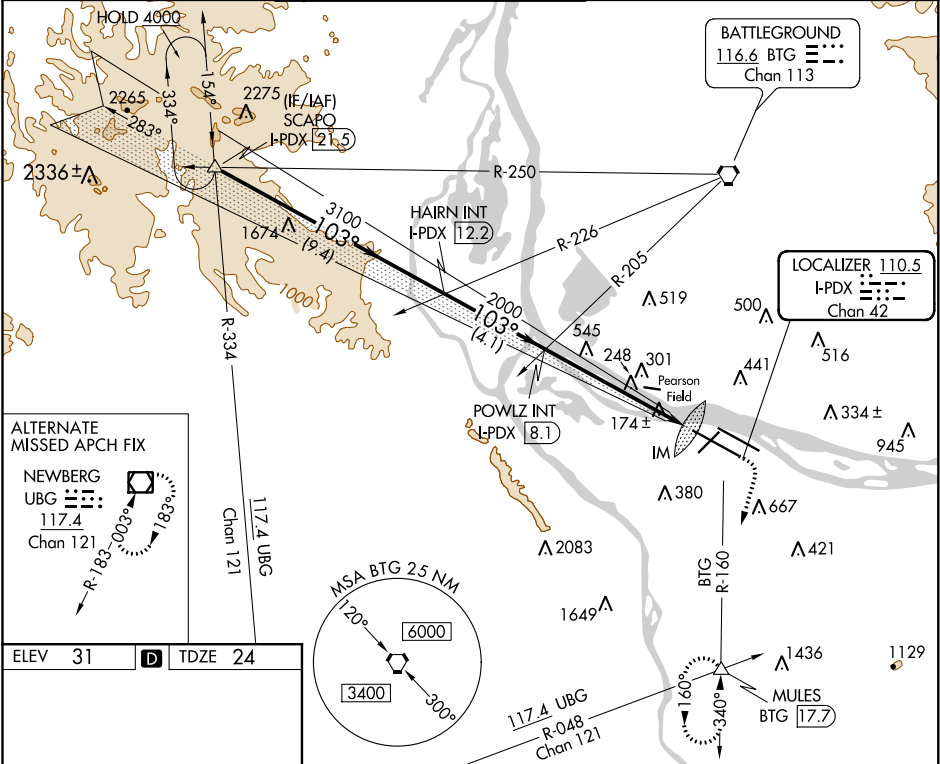 HOLD 4000
154°
334°
2265
283°
2275
(IF/IAF)
SCAPO
I-PDX 21.5
2336 ±
BATTLEGROUND
116.6 BTG
Chan 113
R-250
3100
103°
(9.4)
1674
1000
HAIRN INT
I-PDX 12.2
R-226
R-205
LOCALIZER 110.5
I-PDX
Chan 42
2000
103°
(4.1)
519
500
545
248
301
441
516
Pearson
Field
174 ±
334 ±
945
IM
POWLZ INT
I-PDX 8.1
R-334
117.4 UBG
Chan 121
380
667
2083
421
BTG
R-160
1649
ALTERNATE
MISSED APCH FIX
NEWBERG
UBG
117.4
Chan 121
R-183
003°
183°
MSA BTG 25 NM
120°
6000
3400
300°
ELEV 31
D
TDZE 24
1436
1129
160°
340°
MULES
BTG 17.7
117.4 UBG
R-048
Chan 121